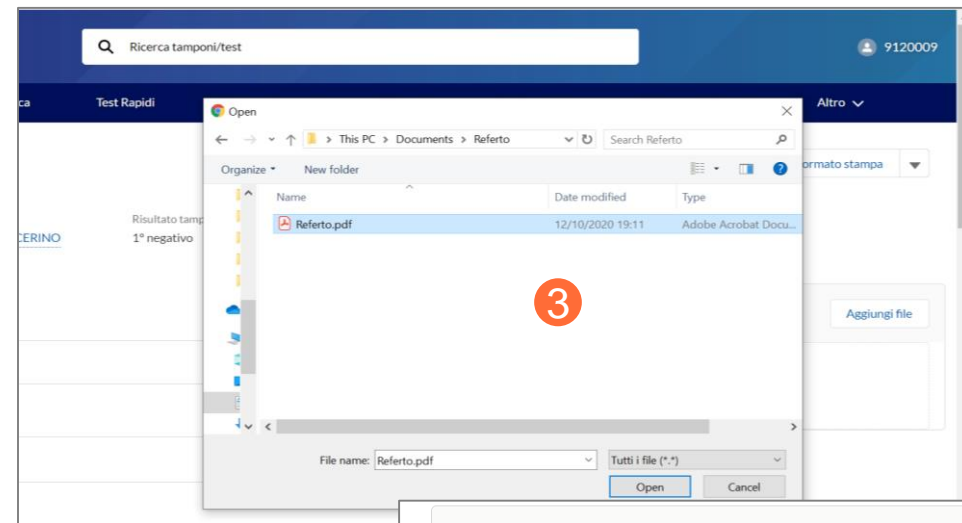 Ricerca tamponi/test
9120009
ca Test Rapidi Altro
Open
This PC > Documents > Referto Search Referto
Organize New folder
ormato stampa
Name Date modified Type
Risultato tamp
Referto.pdf 12/10/2020 19:11 Adobe Acrobat Docu...
CERINO 1° negativo
3
Aggiungi file
File name: Referto.pdf Tutti i file (*.*)
Open Cancel